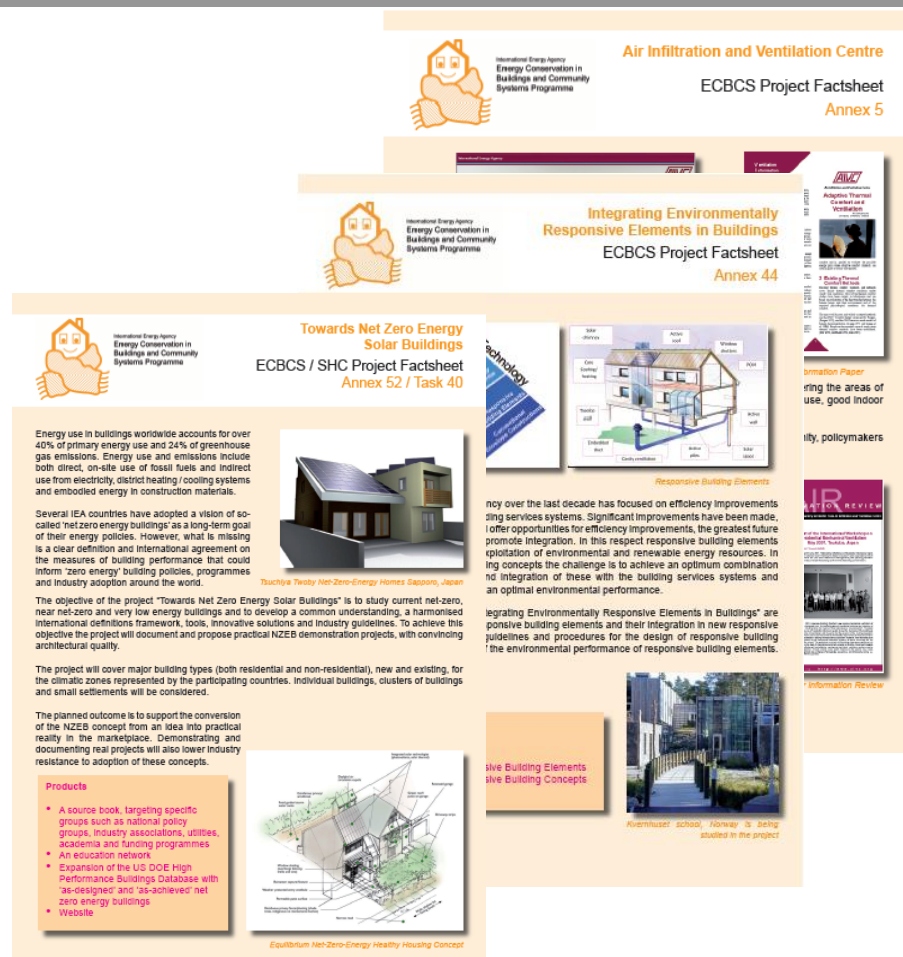 International Energy Agency
Energy Conservation in
Buildings and Community
Systems Programme
Air Infiltration and Ventilation Centre
ECBCS Project Factsheet
Annex 5
AIVC
Adaptive Thermal
Comfort and
Ventilation
Information Paper
ering the areas of
use, good indoor
ity, policymakers
Information Review
International Energy Agency
Energy Conservation in
Buildings and Community
Systems Programme
Integrating Environmentally
Responsive Elements in Buildings
ECBCS Project Factsheet
Annex 44
Responsive Building Elements
ncy over the last decade has focused on efficiency improvements
ding services systems. Significant improvements have been made,
l offer opportunities for efficiency improvements, the greatest future
promote integration. In this respect responsive building elements
xploitation of environmental and renewable energy resources. In
ing concepts the challenge is to achieve an optimum combination
nd integration of these with the building services systems and
an optimal environmental performance.
tegrating Environmentally Responsive Elements in Buildings" are
sponsive building elements and their integration in new responsive
guidelines and procedures for the design of responsive building
f the environmental performance of responsive building elements.
sive Building Elements
sive Building Concepts
Kvernhuset school, Norway is being
studied in the project
International Energy Agency
Energy Conservation in
Buildings and Community
Systems Programme
Towards Net Zero Energy
Solar Buildings
ECBCS / SHC Project Factsheet
Annex 52 / Task 40
Energy use in buildings worldwide accounts for over
40% of primary energy use and 24% of greenhouse
gas emissions. Energy use and emissions include
both direct, on-site use of fossil fuels and indirect
use from electricity, district heating / cooling systems
and embodied energy in construction materials.
Several IEA countries have adopted a vision of so-
called 'net zero energy buildings' as a long-term goal
of their energy policies. However, what is missing
is a clear definition and international agreement on
the measures of building performance that could
inform 'zero energy' building policies, programmes
and industry adoption around the world.
Tsuchiya Twoby Net-Zero-Energy Homes Sapporo, Japan
The objective of the project "Towards Net Zero Energy Solar Buildings" is to study current net-zero,
near net-zero and very low energy buildings and to develop a common understanding, a harmonised
international definitions framework, tools, innovative solutions and industry guidelines. To achieve this
objective the project will document and propose practical NZEB demonstration projects, with convincing
architectural quality.
The project will cover major building types (both residential and non-residential), new and existing, for
the climatic zones represented by the participating countries. Individual buildings, clusters of buildings
and small settlements will be considered.
The planned outcome is to support the conversion
of the NZEB concept from an idea into practical
reality in the marketplace. Demonstrating and
documenting real projects will also lower industry
resistance to adoption of these concepts.
Products
• A source book, targeting specific
groups such as national policy
groups, industry associations, utilities,
academia and funding programmes
• An education network
• Expansion of the US DOE High
Performance Buildings Database with
'as-designed' and 'as-achieved' net
zero energy buildings
• Website
Equilibrium Net-Zero-Energy Healthy Housing Concept